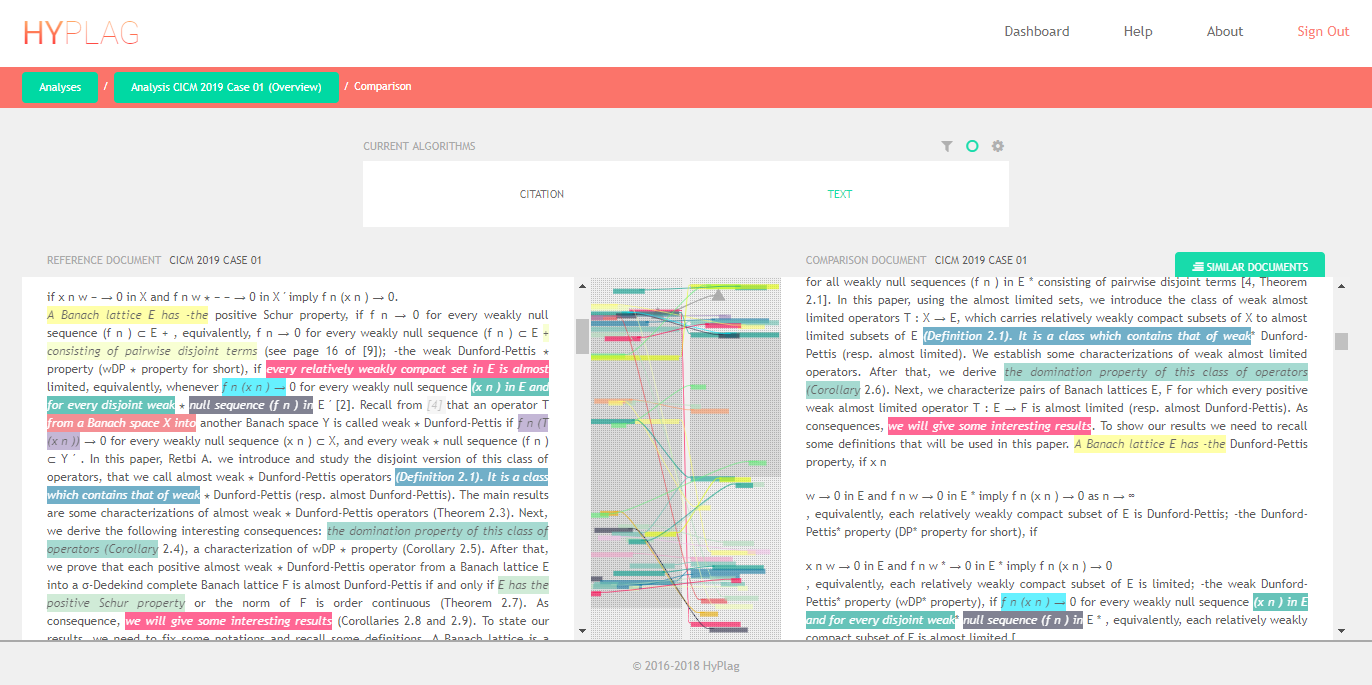 HYPLAG
Dashboard
Help
About
Sign Out
Analyses
/
Analysis CICM 2019 Case 01 (Overview)
/ Comparison
CURRENT ALGORITHMS
CITATION
TEXT
REFERENCE DOCUMENT CICM 2019 CASE 01
if x n w − → 0 in X and f n w ⋆ − − → 0 in X ′ imply f n (x n ) → 0.
A Banach lattice E has -the positive Schur property, if f n → 0 for every weakly null
sequence (f n ) ⊂ E + , equivalently, f n → 0 for every weakly null sequence (f n ) ⊂ E +
consisting of pairwise disjoint terms (see page 16 of [9]); -the weak Dunford-Pettis ⋆
property (wDP ⋆ property for short), if every relatively weakly compact set in E is almost
limited, equivalently, whenever f n (x n ) → 0 for every weakly null sequence (x n ) in E and
for every disjoint weak ⋆ null sequence (f n ) in E ′ [2]. Recall from [4] that an operator T
from a Banach space X into another Banach space Y is called weak ⋆ Dunford-Pettis if f n (T
(x n )) → 0 for every weakly null sequence (x n ) ⊂ X, and every weak ⋆ null sequence (f n )
⊂ Y ′ . In this paper, Retbi A. we introduce and study the disjoint version of this class of
operators, that we call almost weak ⋆ Dunford-Pettis operators (Definition 2.1). It is a class
which contains that of weak ⋆ Dunford-Pettis (resp. almost Dunford-Pettis). The main results
are some characterizations of almost weak ⋆ Dunford-Pettis operators (Theorem 2.3). Next,
we derive the following interesting consequences: the domination property of this class of
operators (Corollary 2.4), a characterization of wDP ⋆ property (Corollary 2.5). After that,
we prove that each positive almost weak ⋆ Dunford-Pettis operator from a Banach lattice E
into a σ-Dedekind complete Banach lattice F is almost Dunford-Pettis if and only if E has the
positive Schur property or the norm of F is order continuous (Theorem 2.7). As
consequence, we will give some interesting results (Corollaries 2.8 and 2.9). To state our
results, we need to fix some notations and recall some definitions. A Banach lattice is a
COMPARISON DOCUMENT CICM 2019 CASE 01
SIMILAR DOCUMENTS
for all weakly null sequences (f n ) in E * consisting of pairwise disjoint terms [4, Theorem
2.1]. In this paper, using the almost limited sets, we introduce the class of weak almost
limited operators T : X → E, which carries relatively weakly compact subsets of X to almost
limited subsets of E (Definition 2.1). It is a class which contains that of weak* Dunford-
Pettis (resp. almost limited). We establish some characterizations of weak almost limited
operators. After that, we derive the domination property of this class of operators
(Corollary 2.6). Next, we characterize pairs of Banach lattices E, F for which every positive
weak almost limited operator T : E → F is almost limited (resp. almost Dunford-Pettis). As
consequences, we will give some interesting results. To show our results we need to recall
some definitions that will be used in this paper. A Banach lattice E has -the Dunford-Pettis
property, if x n
w → 0 in E and f n w → 0 in E * imply f n (x n ) → 0 as n → ∞
, equivalently, each relatively weakly compact subset of E is Dunford-Pettis; -the Dunford-
Pettis* property (DP* property for short), if
x n w → 0 in E and f n w * → 0 in E * imply f n (x n ) → 0
, equivalently, each relatively weakly compact subset of E is limited; -the weak Dunford-
Pettis* property (wDP* property), if f n (x n ) → 0 for every weakly null sequence (x n ) in E
and for every disjoint weak* null sequence (f n ) in E * , equivalently, each relatively weakly
compact subset of E is almost limited [
© 2016-2018 HyPlag